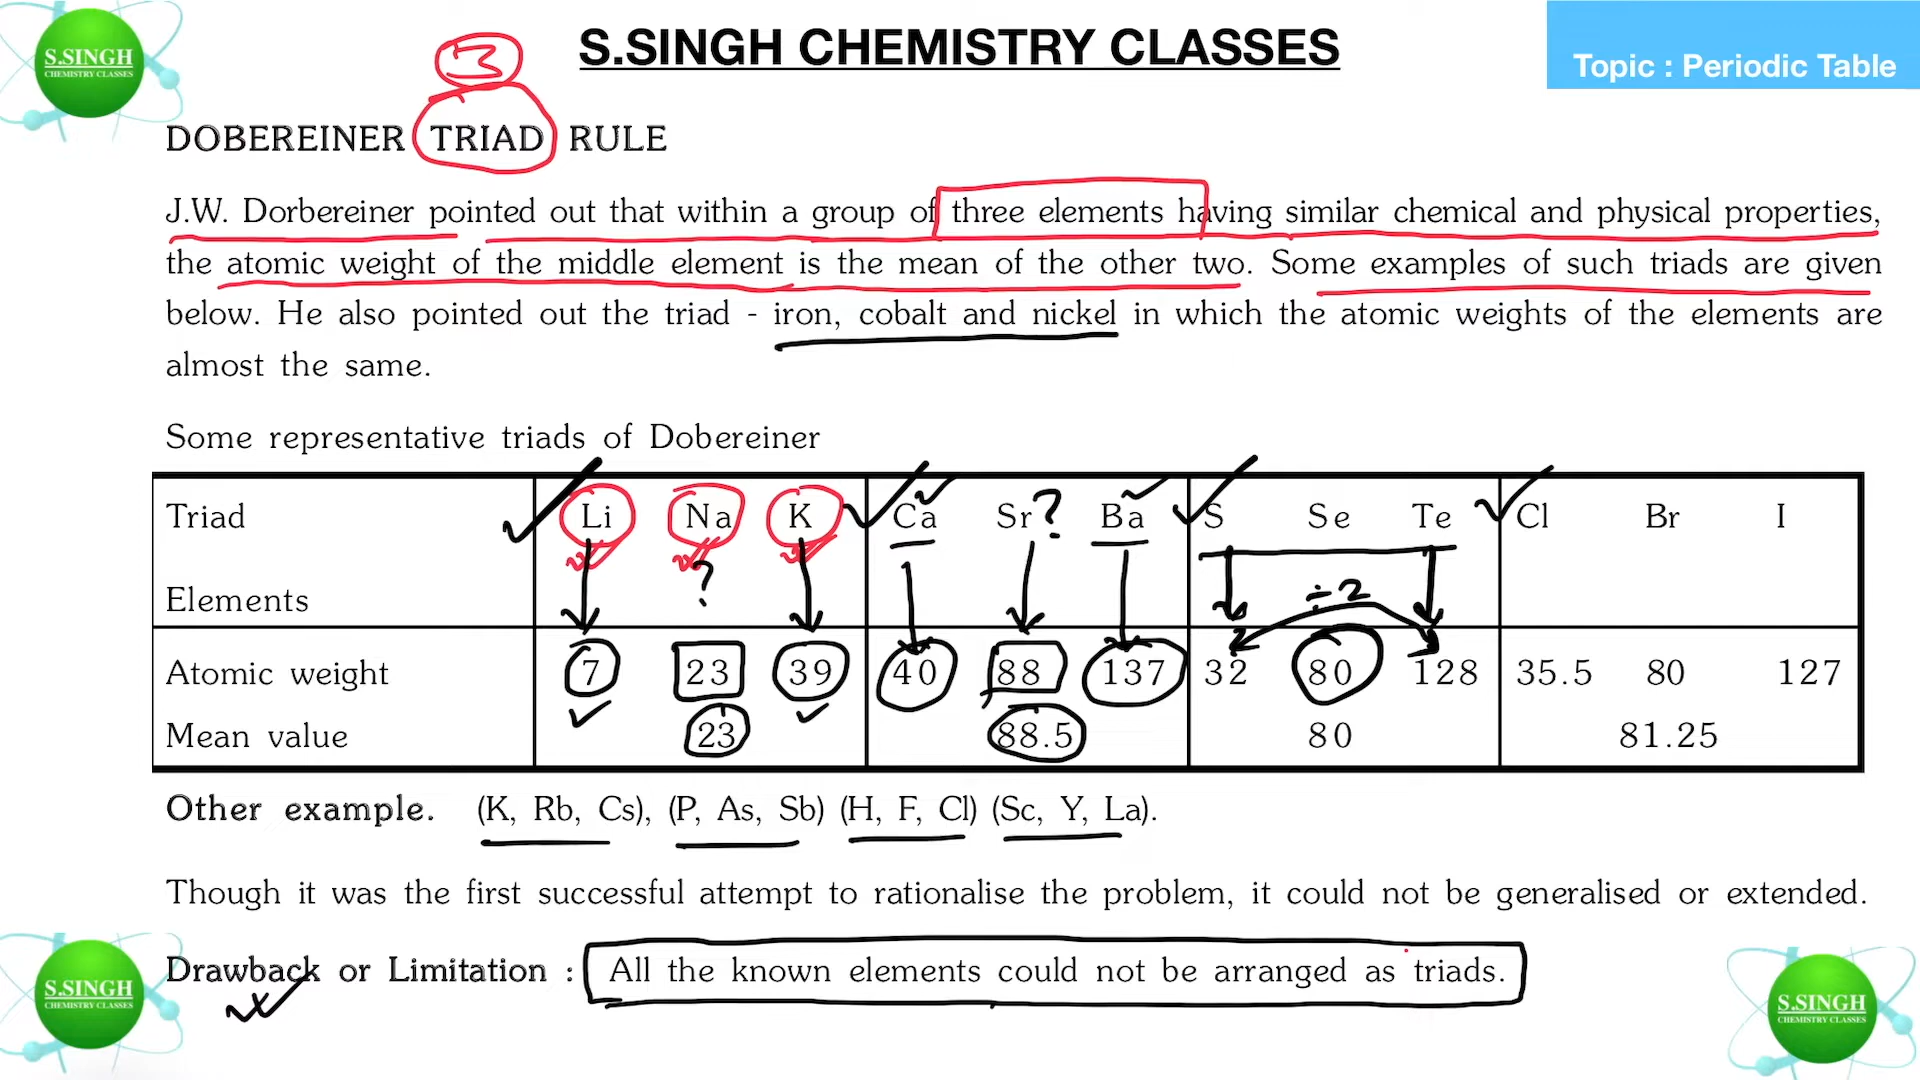 S.SINGH
CHEMISTRY CLASSES
3
S.SINGH CHEMISTRY CLASSES
Topic : Periodic Table
DOBEREINER TRIAD RULE
J.W. Dorbereiner pointed out that within a group of three elements having similar chemical and physical properties,
the atomic weight of the middle element is the mean of the other two. Some examples of such triads are given
below. He also pointed out the triad - iron, cobalt and nickel in which the atomic weights of the elements are
almost the same.
Some representative triads of Dobereiner
Triad Li Na K Ca Sr ? Ba S Se Te Cl Br I
?
÷2
Elements
Atomic weight 7 23 39 40 88 137 32 80 128 35.5 80 127
Mean value 23 88.5 80 81.25
Other example. (K, Rb, Cs), (P, As, Sb) (H, F, Cl) (Sc, Y, La).
Though it was the first successful attempt to rationalise the problem, it could not be generalised or extended.
Drawback or Limitation : All the known elements could not be arranged as triads.
S.SINGH
CHEMISTRY CLASSES
S.SINGH
CHEMISTRY CLASSES